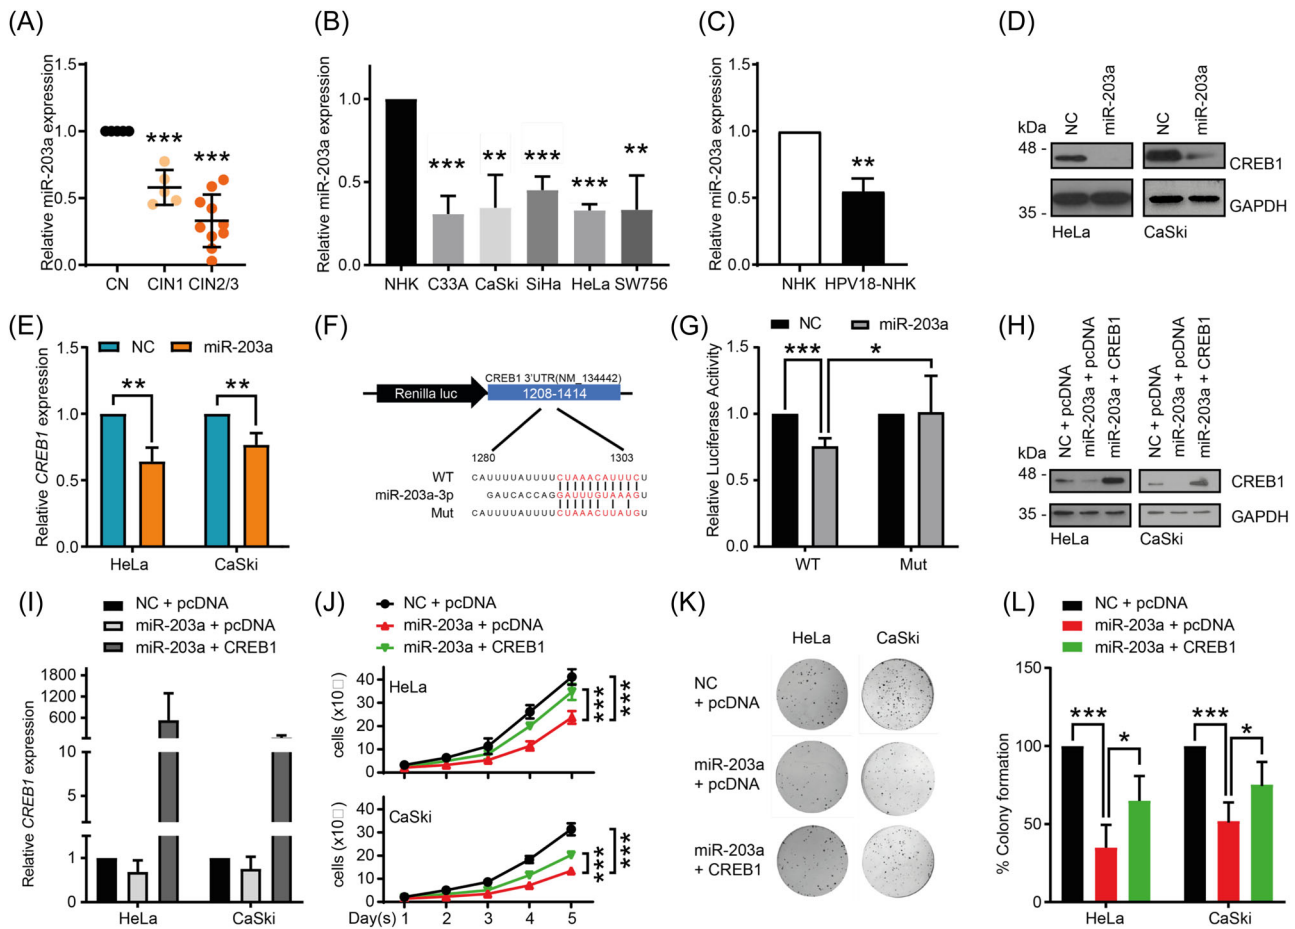 (A)
Relative miR-203a expression
1.5
1.0
0.5
0.0
***
***
CN CIN1 CIN2/3
(B)
Relative miR-203a expression
1.0
0.5
0
***
**
***
***
**
NHK C33A CaSki SiHa HeLa SW756
(C)
Relative miR-203a expression
1.5
1.0
0.5
0.0
**
NHK HPV18-NHK
(D)
NC
miR-203a
NC
miR-203a
kDa
48 -
CREB1
35 -
GAPDH
HeLa CaSki
(E)
NC miR-203a
Relative CREB1 expression
1.5
1.0
0.5
0.0
**
**
HeLa CaSki
(F)
CREB1 3'UTR(NM_134442)
Renilla luc 1208-1414
1280 1303
WT CAUUUAUUUUCUAAACAUUUCU
miR-203a-3p GAUCACCAGGAUUUGUAAAGU
Mut CAUUUAUUUUCUAAACUUAUGU
(G)
NC miR-203a
Relative Luciferase Acitivity
1.5
1.0
0.5
0.0
***
*
WT Mut
(H)
NC + pcDNA
miR-203a + pcDNA
miR-203a + CREB1
NC + pcDNA
miR-203a + pcDNA
miR-203a + CREB1
kDa
48 -
CREB1
35 -
GAPDH
HeLa CaSki
(I)
NC + pcDNA
miR-203a + pcDNA
miR-203a + CREB1
Relative CREB1 expression
1800
1200
600
10
5
1
0
HeLa CaSki
(J)
NC + pcDNA
miR-203a + pcDNA
miR-203a + CREB1
cells (x10□)
40
30
20
10
0
HeLa
***
***
cells (x10□)
40
30
20
10
0
CaSki
***
***
Day(s) 1 2 3 4 5
(K)
HeLa CaSki
NC
+ pcDNA
miR-203a
+ pcDNA
miR-203a
+ CREB1
(L)
NC + pcDNA
miR-203a + pcDNA
miR-203a + CREB1
% Colony formation
150
100
50
0
***
*
***
*
HeLa CaSki